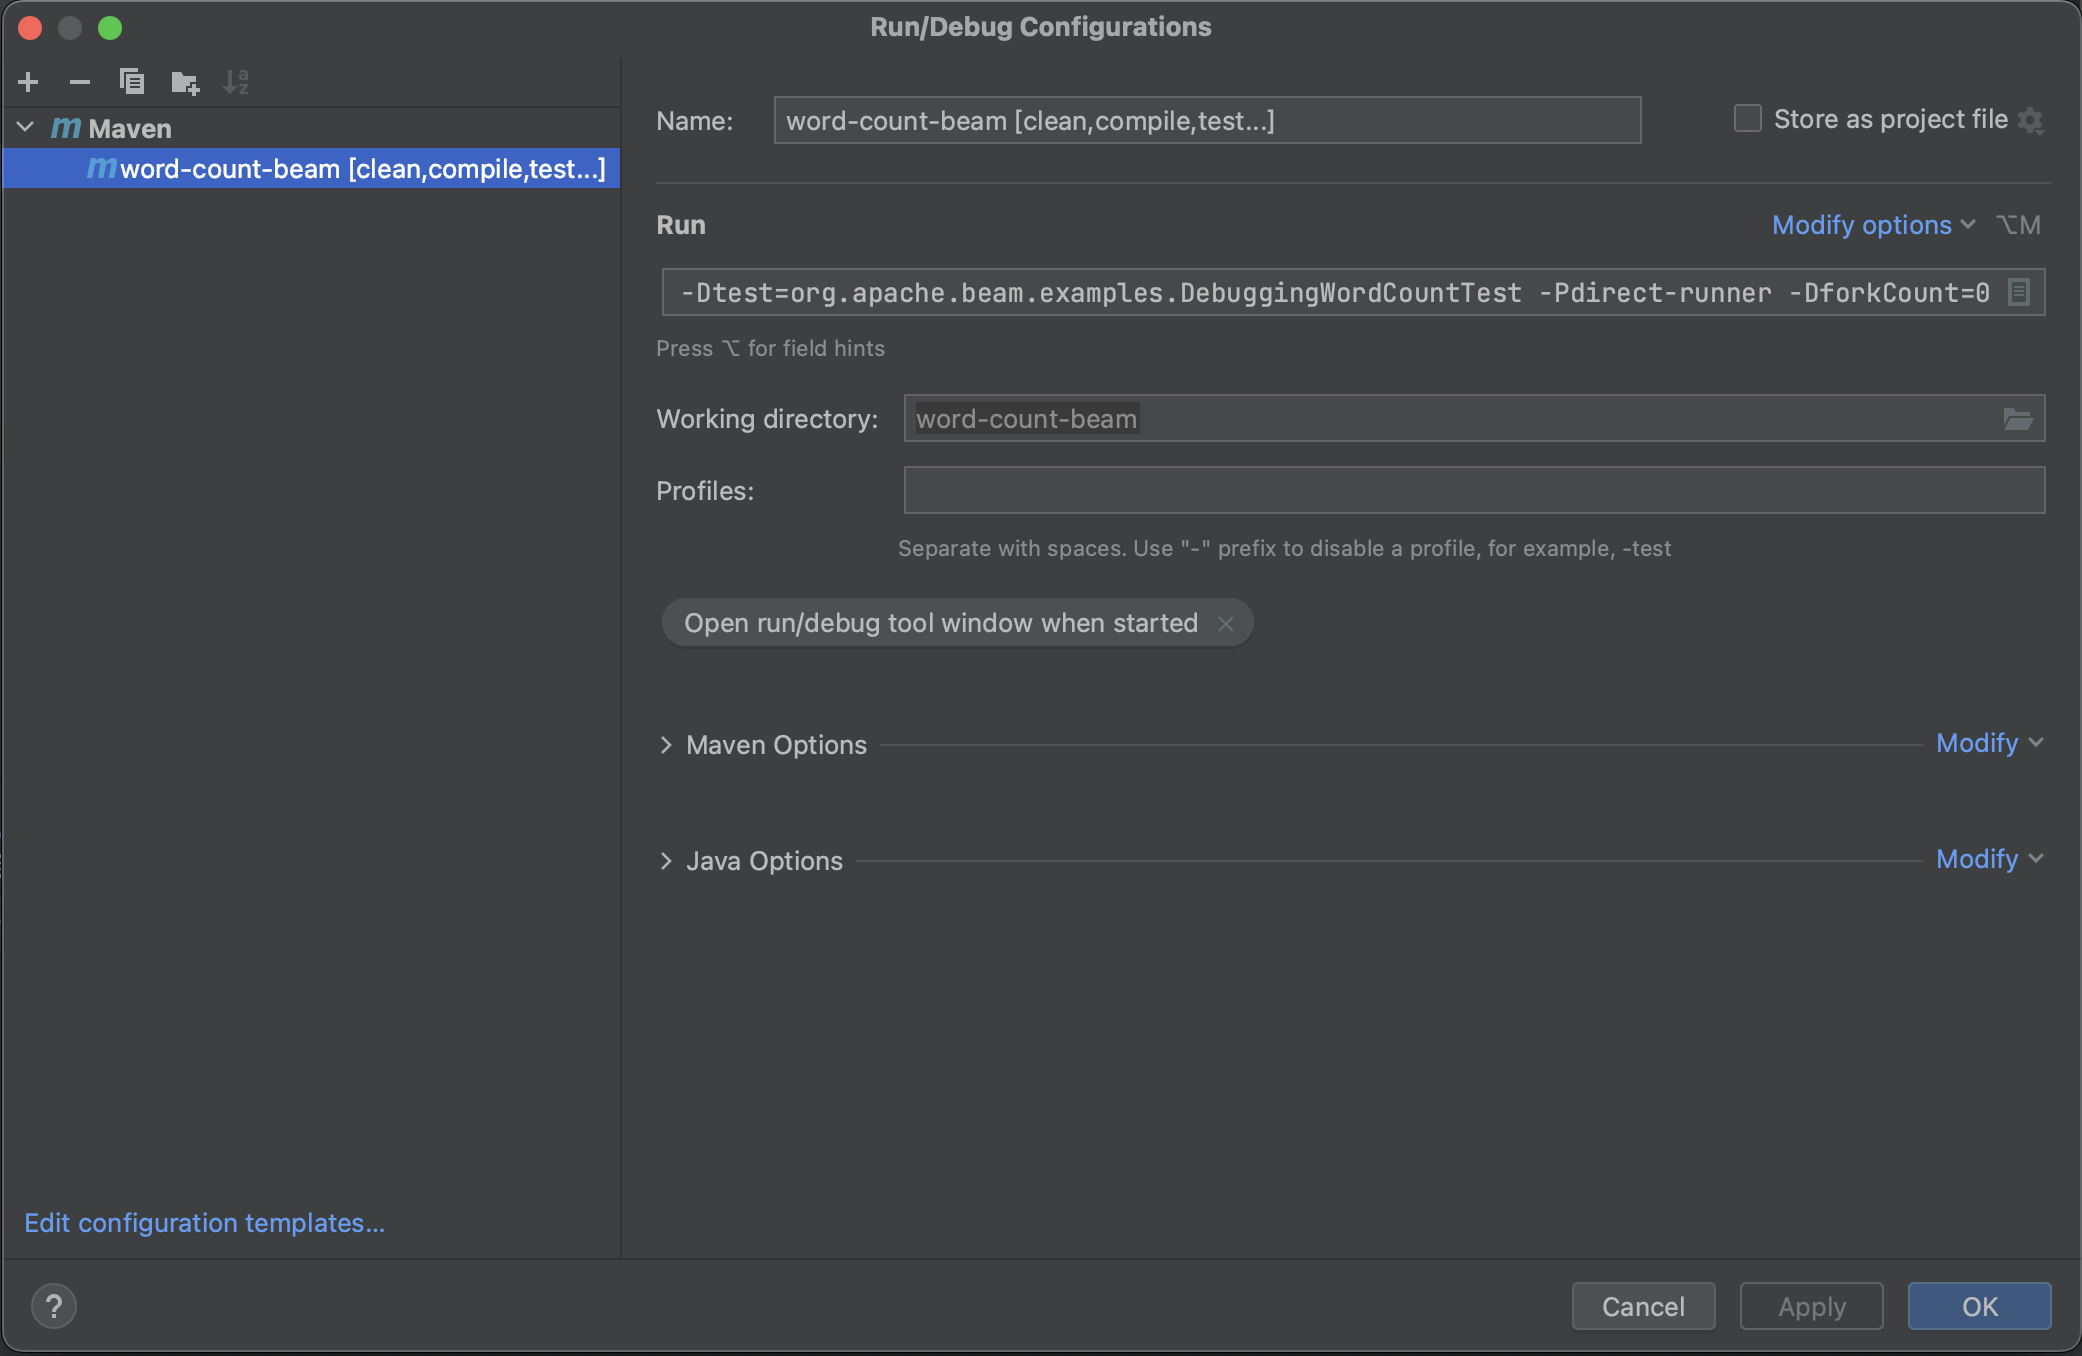 Run/Debug Configurations
Maven
word-count-beam [clean,compile,test...]
Name:
word-count-beam [clean,compile,test...]
Store as project file
Run
Modify options
⌥M
-Dtest=org.apache.beam.examples.DebuggingWordCountTest -Pdirect-runner -DforkCount=0
Press ⌥ for field hints
Working directory:
word-count-beam
Profiles:
Separate with spaces. Use "-" prefix to disable a profile, for example, -test
Open run/debug tool window when started
Maven Options
Modify
Java Options
Modify
Edit configuration templates...
?
Cancel
Apply
OK